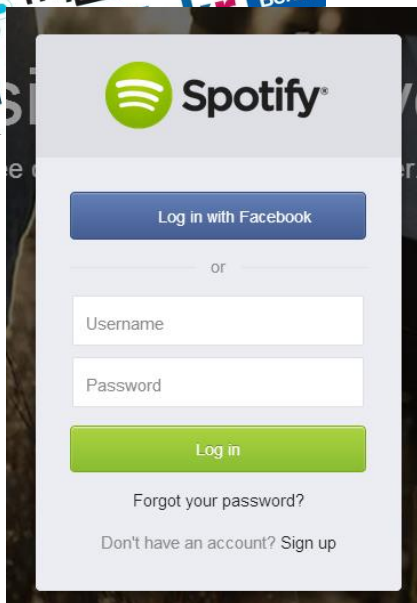 Spotify®
Log in with Facebook
or
Username
Password
Log in
Forgot your password?
Don't have an account? Sign up